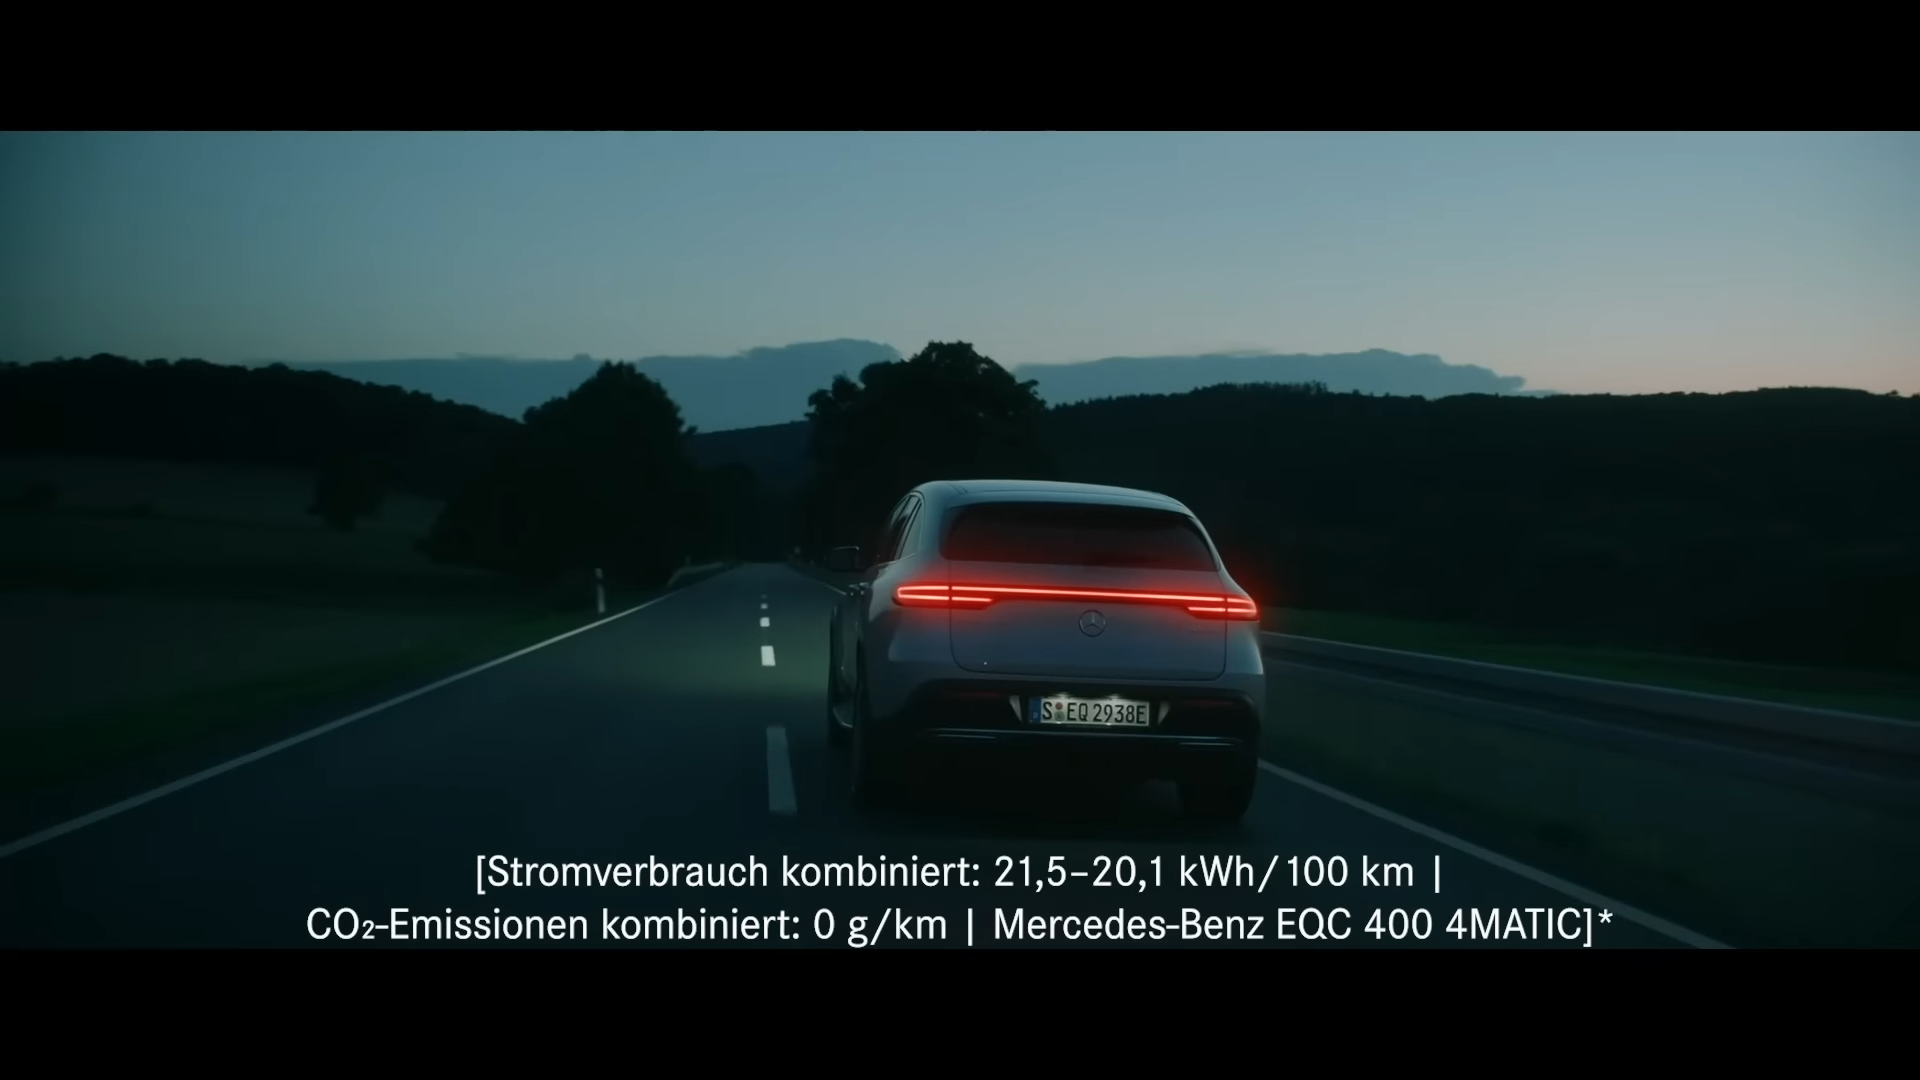 S EQ 2938E
[Stromverbrauch kombiniert: 21,5–20,1 kWh/100 km |
CO₂-Emissionen kombiniert: 0 g/km | Mercedes-Benz EQC 400 4MATIC]*